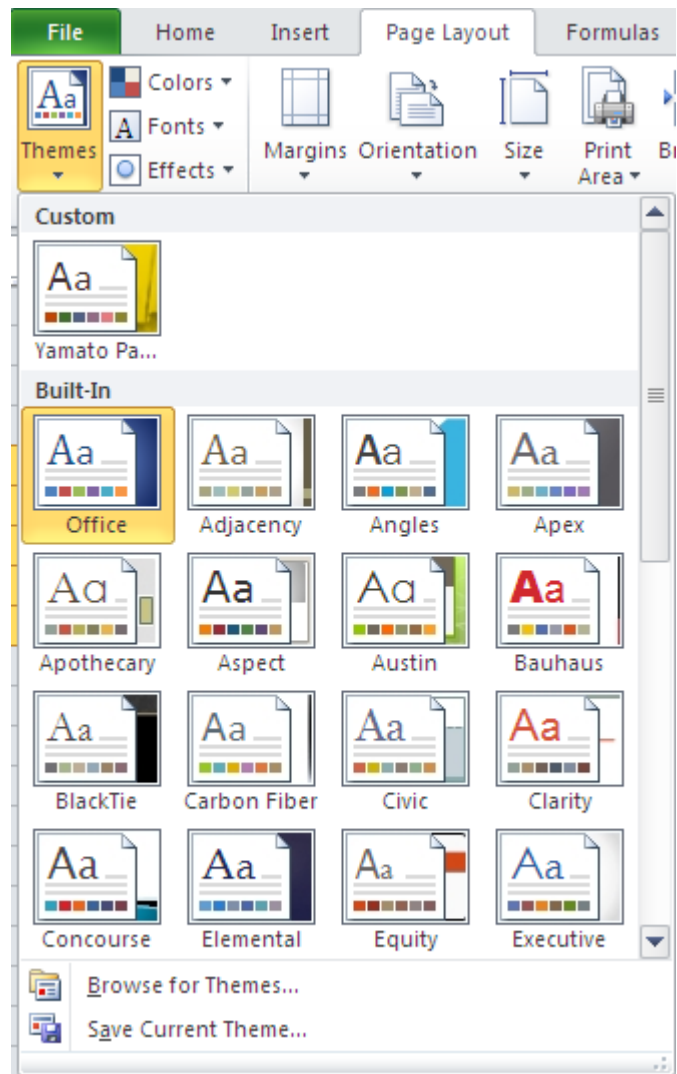 File Home Insert Page Layout Formulas
Aa Colors
A Fonts
Themes Effects
Margins Orientation Size Print
Area
Custom
Aa
Yamato Pa...
Built-In
Aa Aa Aa Aa
Office Adjacency Angles Apex
Aa Aa Aa Aa
Apothecary Aspect Austin Bauhaus
Aa Aa Aa Aa
BlackTie Carbon Fiber Civic Clarity
Aa Aa Aa Aa
Concourse Elemental Equity Executive
Browse for Themes...
Save Current Theme...